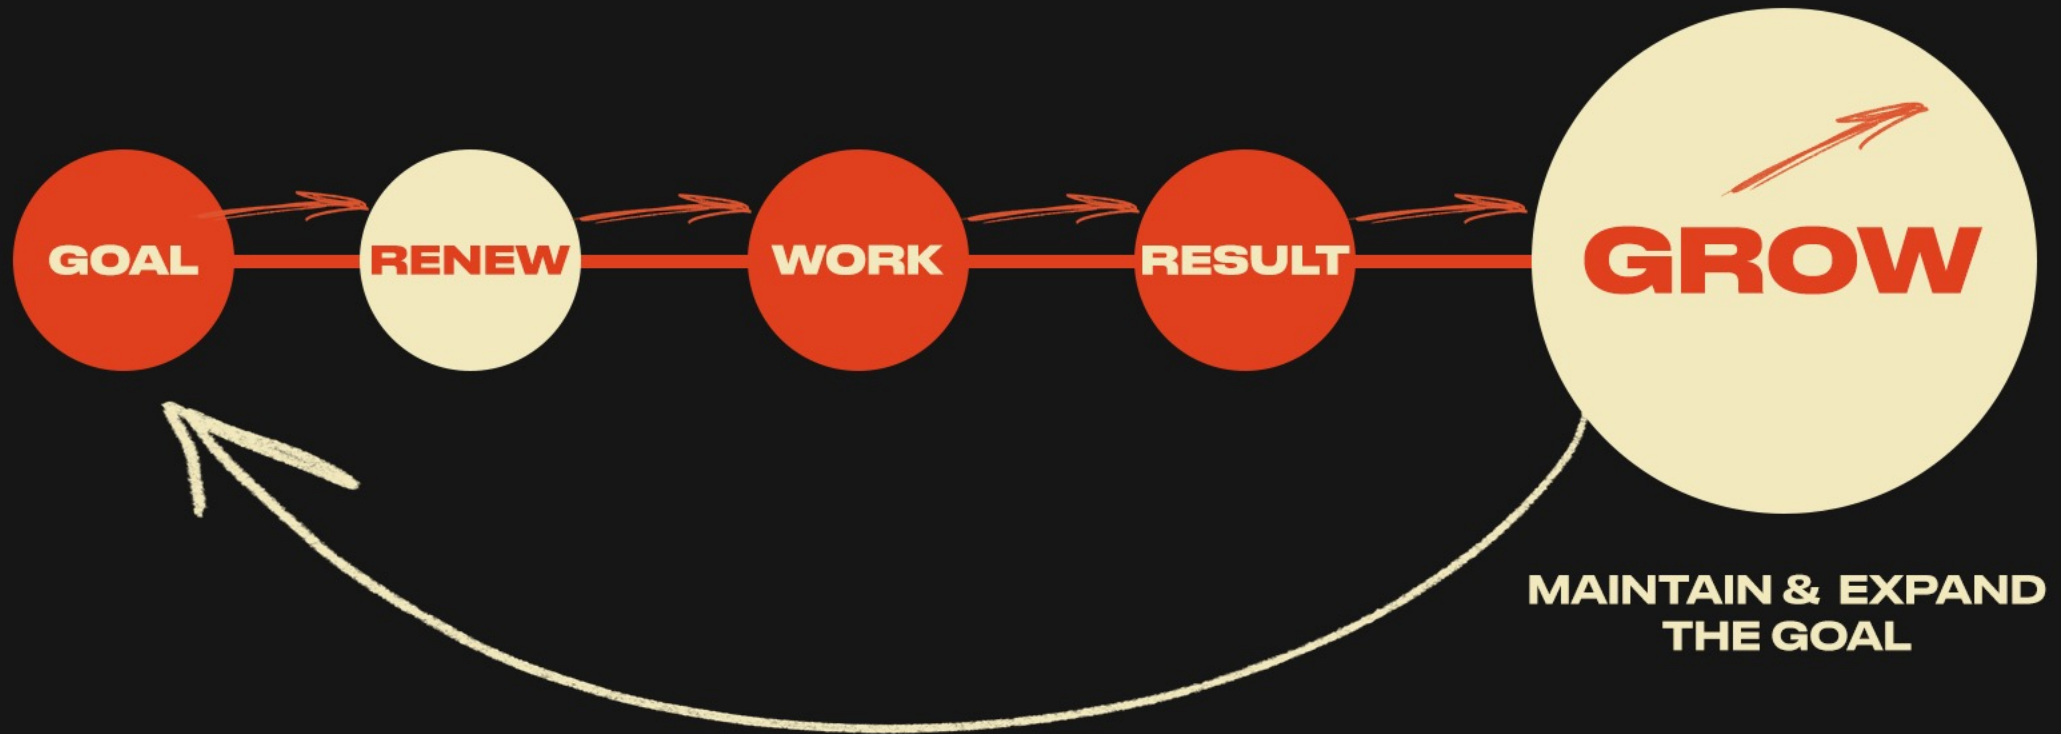 GOAL
RENEW
WORK
RESULT
GROW
MAINTAIN & EXPAND
THE GOAL